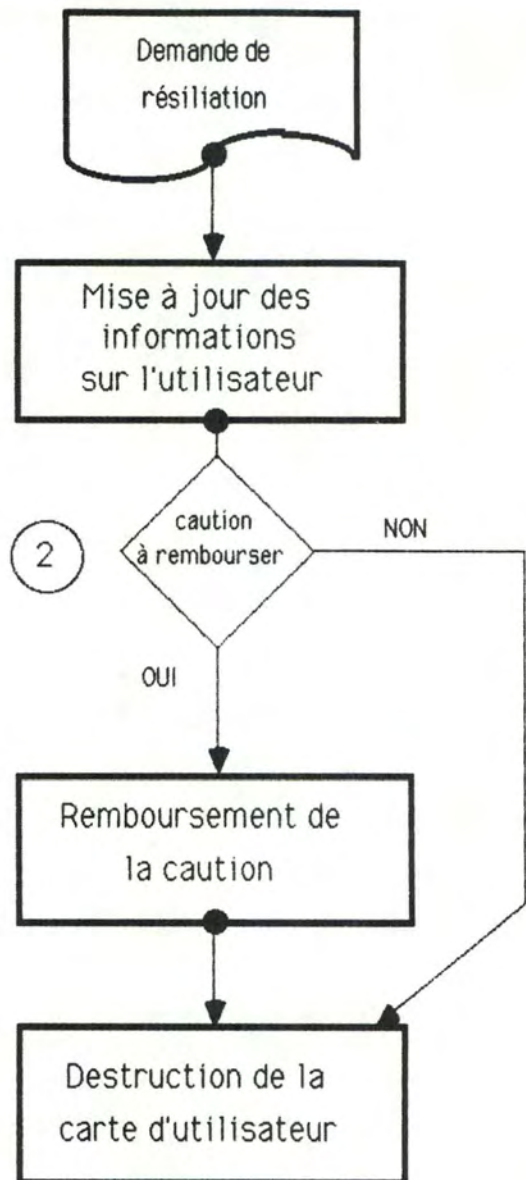 Demande de
résiliation
Mise à jour des
informations
sur l'utilisateur
2
caution
à rembourser
NON
OUI
Remboursement de
la caution
Destruction de la
carte d'utilisateur